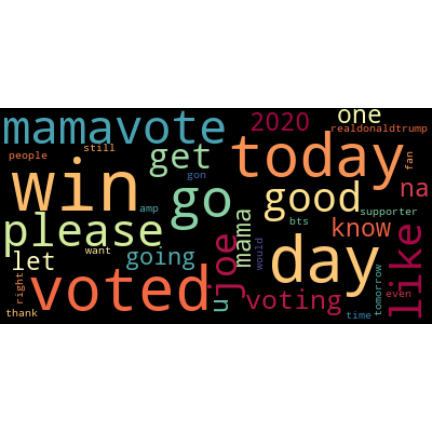 mamavote
2020
one
realdonaldtrump
people
still
get
today
fan
win
gon
go
good
na
amp
mama
bts
supporter
please
know
like
let
want
going
joe
would
day
tomorrow
right
voted
u
voting
even
thank
time